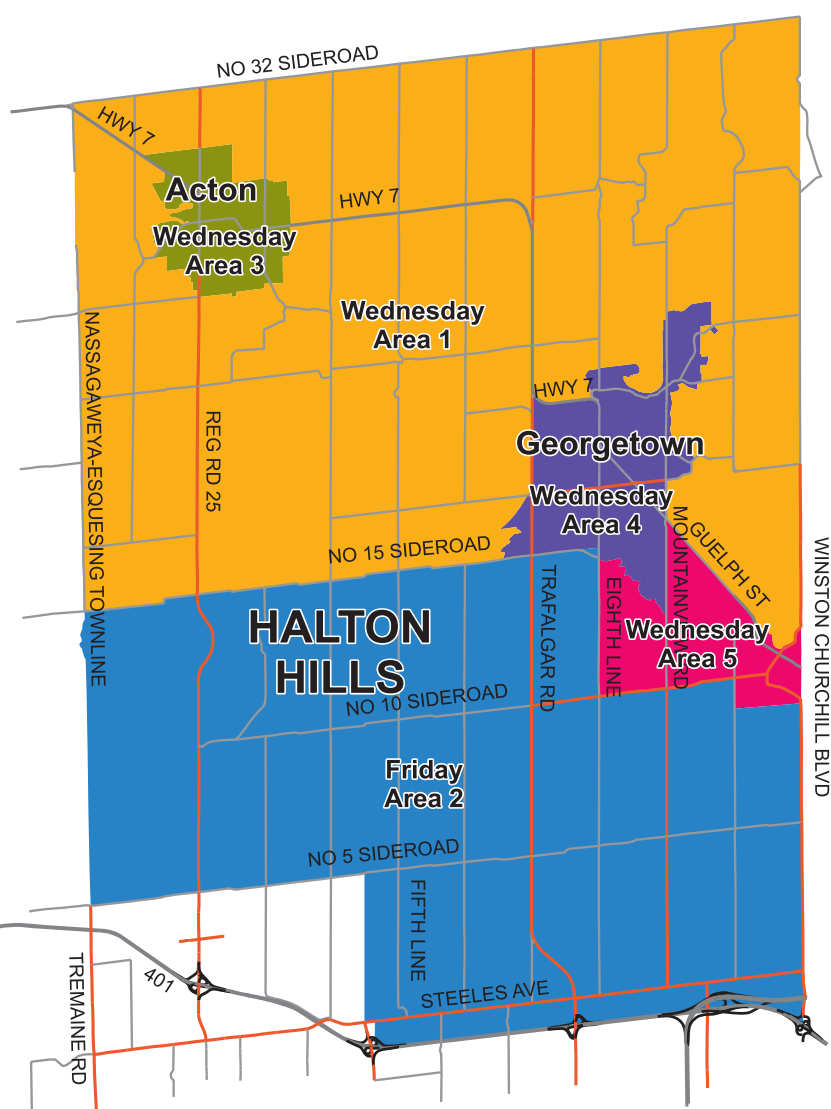 NO 32 SIDEROAD
HWY 7
Acton
HWY 7
Wednesday
Area 3
Wednesday
Area 1
NASSAGAWEYA-ESQUESING TOWNLINE
REG RD 25
HWY 7
Georgetown
Wednesday
Area 4
MOUNTAINVIEW RD
GUELPH ST
NO 15 SIDEROAD
WINSTON CHURCHILL BLVD
TRAFALGAR RD
EIGHTH LINE
HALTON
HILLS
Wednesday
Area 5
NO 10 SIDEROAD
Friday
Area 2
NO 5 SIDEROAD
FIFTH LINE
TREMAINE RD
401
STEELES AVE